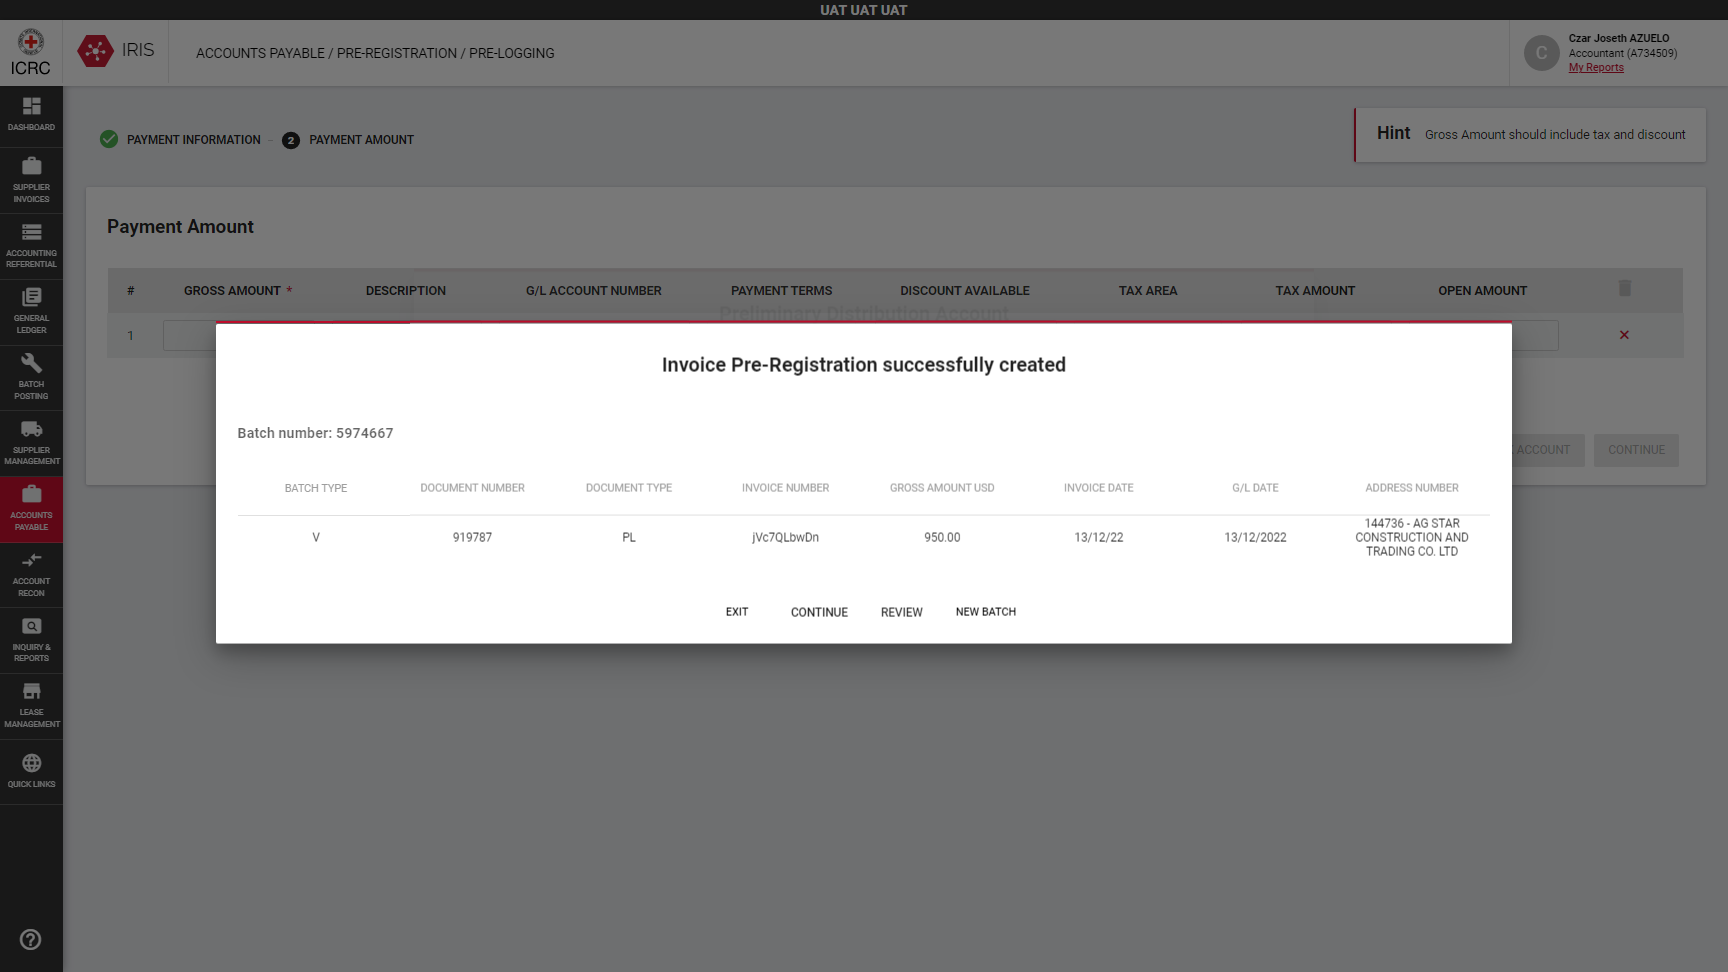 UAT UAT UAT
ICRC
IRIS
ACCOUNTS PAYABLE / PRE-REGISTRATION / PRE-LOGGING
C
Czar Joseth AZUELO
Accountant (A734509)
My Reports
DASHBOARD
SUPPLIER
INVOICES
ACCOUNTING
REFERENTIAL
GENERAL
LEDGER
BATCH
POSTING
SUPPLIER
MANAGEMENT
ACCOUNTS
PAYABLE
ACCOUNT
RECON
INQUIRY &
REPORTS
LEASE
MANAGEMENT
QUICK LINKS
PAYMENT INFORMATION
2 PAYMENT AMOUNT
Hint Gross Amount should include tax and discount
Payment Amount
# GROSS AMOUNT * DESCRIPTION G/L ACCOUNT NUMBER PAYMENT TERMS DISCOUNT AVAILABLE TAX AREA TAX AMOUNT OPEN AMOUNT
Preliminary Distribution Account
1
ACCOUNT
CONTINUE
Invoice Pre-Registration successfully created
Batch number: 5974667
BATCH TYPE DOCUMENT NUMBER DOCUMENT TYPE INVOICE NUMBER GROSS AMOUNT USD INVOICE DATE G/L DATE ADDRESS NUMBER
V 919787 PL jVc7QLbwDn 950.00 13/12/22 13/12/2022 144736 - AG STAR
CONSTRUCTION AND
TRADING CO. LTD
EXIT CONTINUE REVIEW NEW BATCH